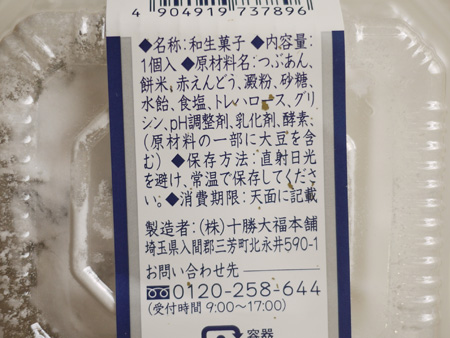 4 904919 737896
◆名称:和生菓子 ◆内容量:
1個入 ◆原材料名:つぶあん、
餅米、赤えんどう、澱粉、砂糖、
水飴、食塩、トレハロース、グリ
シン、pH調整剤、乳化剤、酵素、
(原材料の一部に大豆を含
む) ◆保存方法:直射日光
を避け、常温で保存してくださ
い。◆消費期限:天面に記載
製造者:(株)十勝大福本舗
埼玉県入間郡三芳町北永井590-1
お問い合わせ先
0120-258-644
(受付時間 9:00〜17:00)
容器